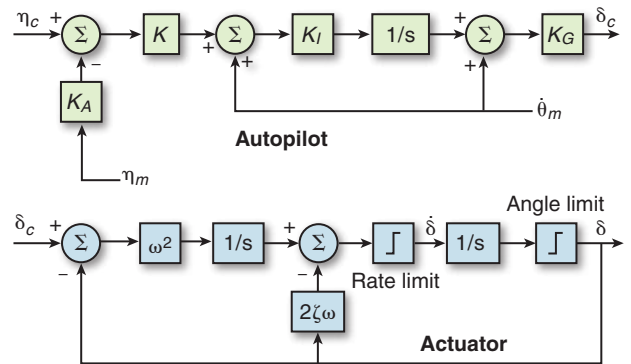 η_c + Σ K + Σ K_I 1/s + Σ K_G δ_c
− + +
K_A
θ̇_m
Autopilot
η_m
Angle limit
δ_c + Σ ω² 1/s + Σ δ̇ 1/s δ
− −
Rate limit
2ζω
Actuator